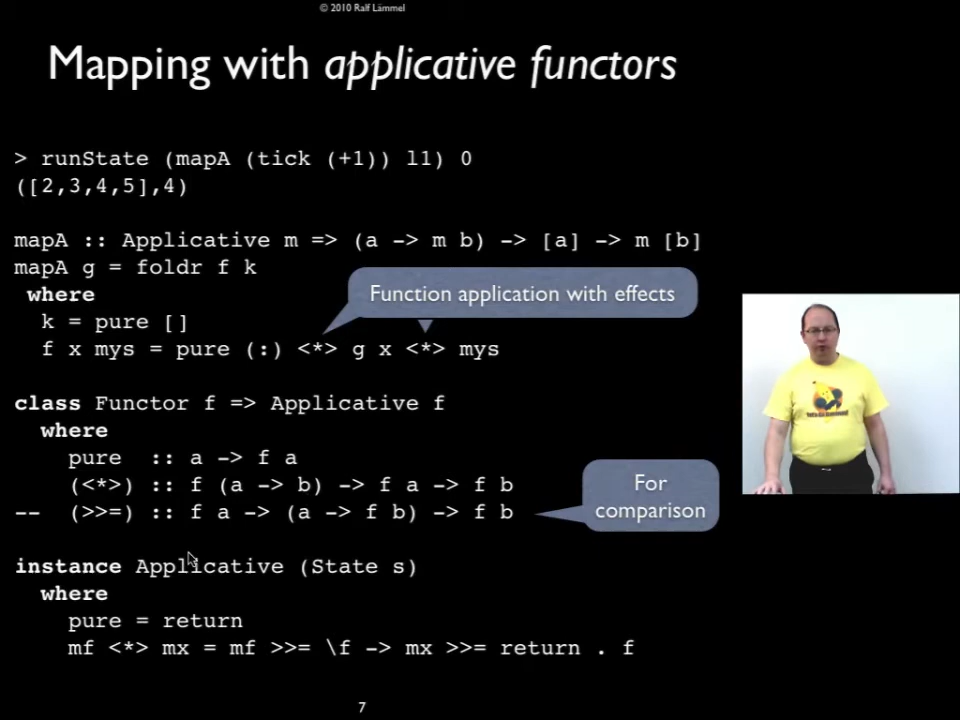 © 2010 Ralf Lämmel
Mapping with applicative functors
> runState (mapA (tick (+1)) l1) 0
([2,3,4,5],4)
mapA :: Applicative m => (a -> m b) -> [a] -> m [b]
mapA g = foldr f k
where
k = pure []
f x mys = pure (:) <*> g x <*> mys
Function application with effects
class Functor f => Applicative f
where
pure :: a -> f a
(<*>) :: f (a -> b) -> f a -> f b
-- (>>=) :: f a -> (a -> f b) -> f b
For
comparison
instance Applicative (State s)
where
pure = return
mf <*> mx = mf >>= \f -> mx >>= return . f
7